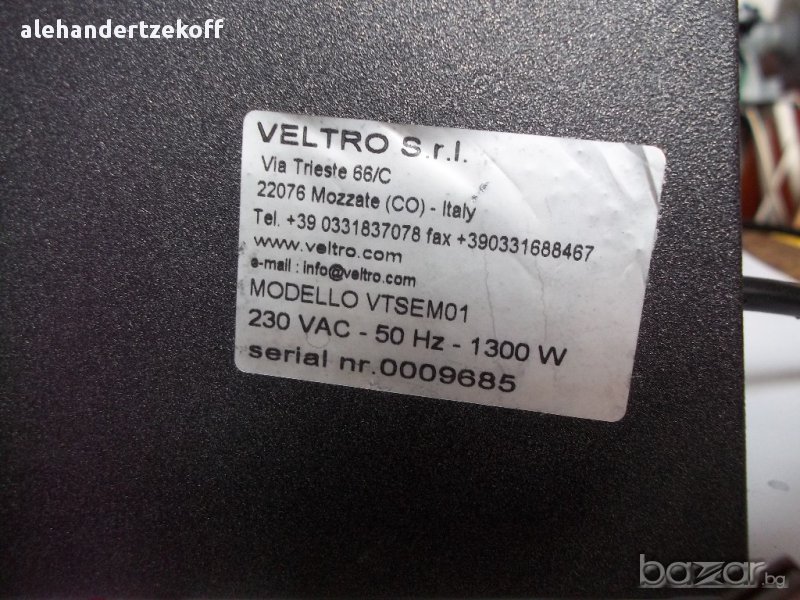 alehandertzekoff
VELTRO S.r.l.
Via Trieste 66/C
22076 Mozzate (CO) - Italy
Tel. +39 0331837078 fax +390331688467
www.veltro.com
e-mail : info@veltro.com
MODELLO VTSEM01
230 VAC - 50 Hz - 1300 W
serial nr.0009685
bazar.bg